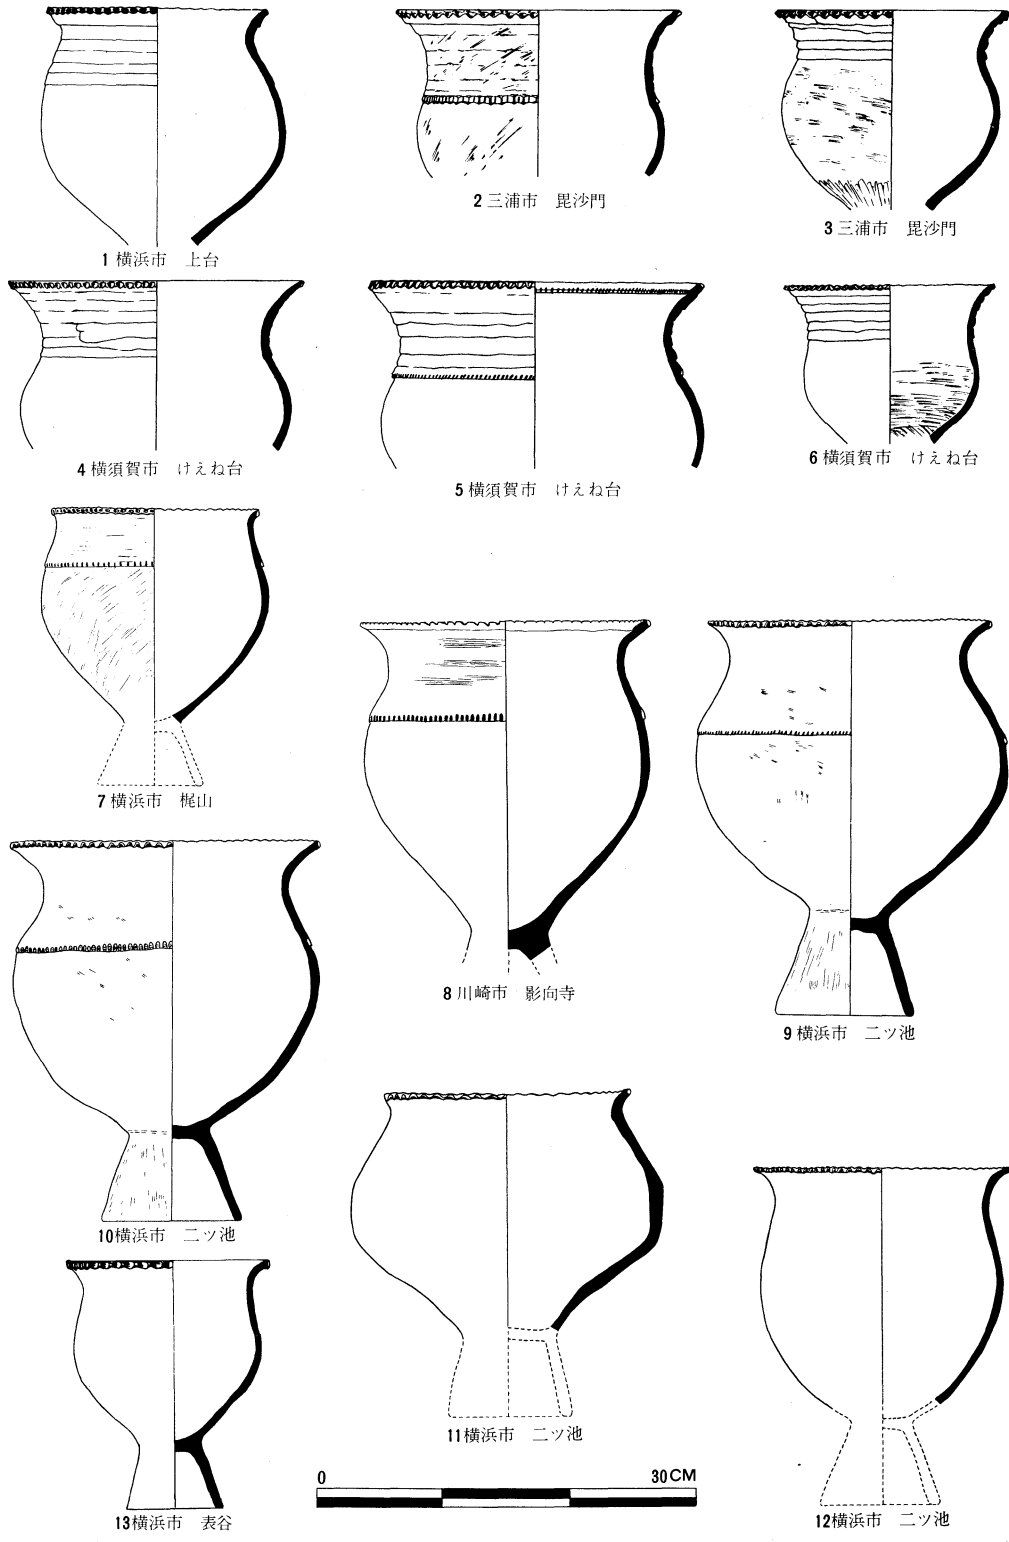 1 横浜市 上台
2 三浦市 毘沙門
3 三浦市 毘沙門
4 横須賀市 けえね台
5 横須賀市 けえね台
6 横須賀市 けえね台
7 横浜市 梶山
8 川崎市 影向寺
9 横浜市 二ツ池
10 横浜市 二ツ池
11 横浜市 二ツ池
0 30CM
12 横浜市 二ツ池
13 横浜市 表谷